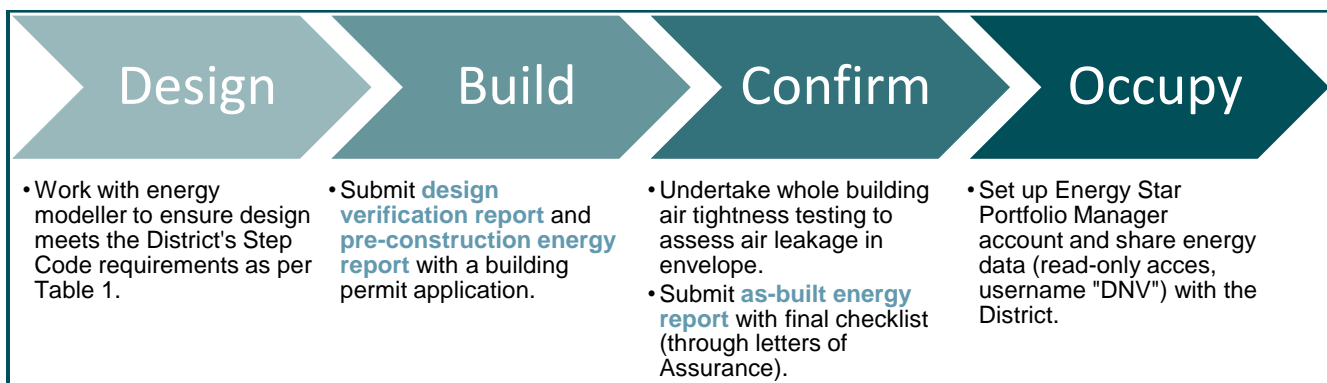 Design
Build
Confirm
Occupy
• Work with energy
modeller to ensure design
meets the District's Step
Code requirements as per
Table 1.
• Submit design
verification report and
pre-construction energy
report with a building
permit application.
• Undertake whole building
air tightness testing to
assess air leakage in
envelope.
• Submit as-built energy
report with final checklist
(through letters of
Assurance).
• Set up Energy Star
Portfolio Manager
account and share energy
data (read-only acces,
username "DNV") with the
District.